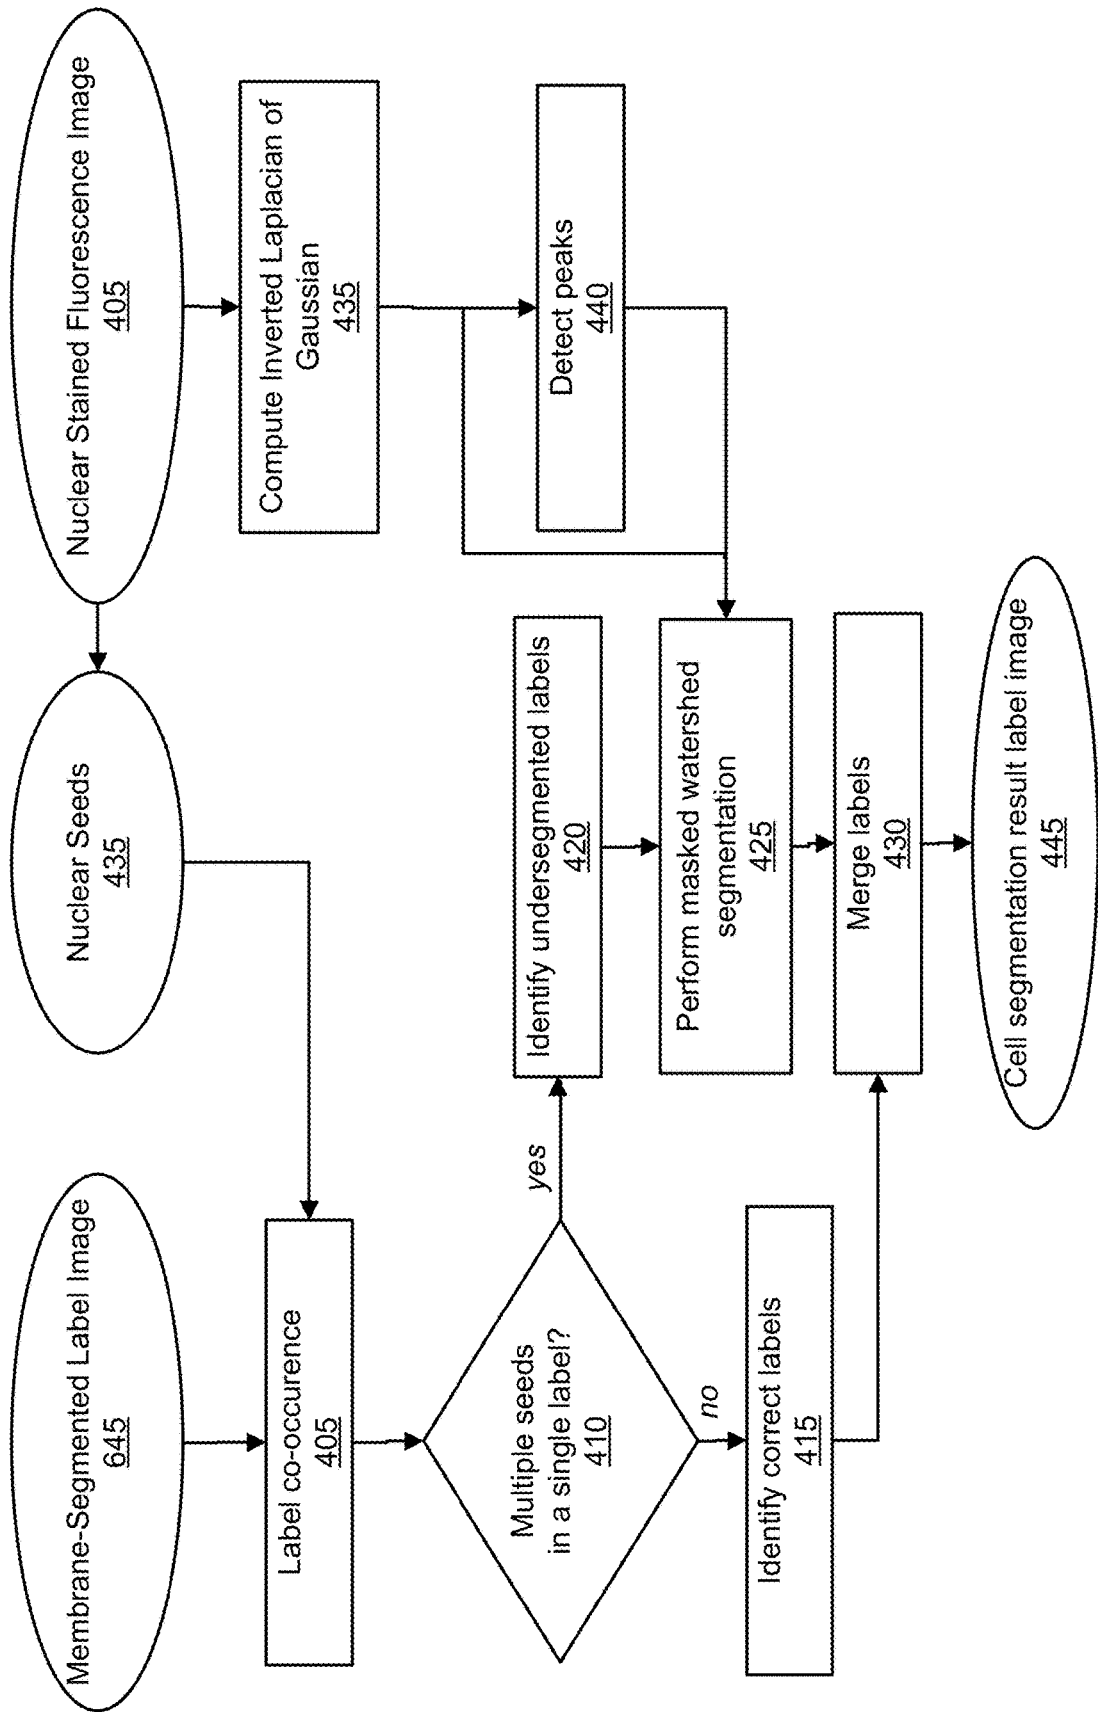 Membrane-Segmented Label Image
645
Nuclear Seeds
435
Nuclear Stained Fluorescence Image
405
Label co-occurence
405
Compute Inverted Laplacian of
Gaussian
435
Multiple seeds
in a single label?
410
yes
no
Identify undersegmented labels
420
Detect peaks
440
Perform masked watershed
segmentation
425
Identify correct labels
415
Merge labels
430
Cell segmentation result label image
445